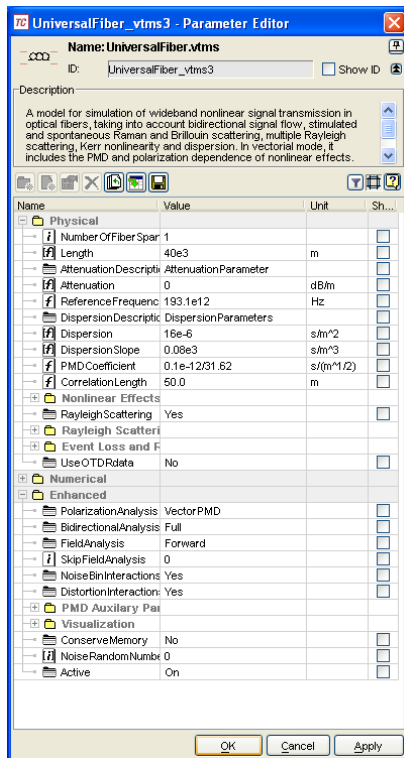 TC UniversalFiber_vtms3 - Parameter Editor
Name: UniversalFiber.vtms
ID: UniversalFiber_vtms3 Show ID
Description
A model for simulation of wideband nonlinear signal transmission in
optical fibers, taking into account bidirectional signal flow, stimulated
and spontaneous Raman and Brillouin scattering, multiple Rayleigh
scattering, Kerr nonlinearity and dispersion. In vectorial mode, it
includes the PMD and polarization dependence of nonlinear effects.
Name Value Unit Sh...
Physical
i NumberOfFiberSpar 1
[f] Length 40e3 m
AttenuationDescripti AttenuationParameter
[f] Attenuation 0 dB/m
f ReferenceFrequenc 193.1e12 Hz
DispersionDescriptic DispersionParameters
[f] Dispersion 16e-6 s/m^2
[f] DispersionSlope 0.08e3 s/m^3
f PMDCoefficient 0.1e-12/31.62 s/(m^1/2)
f CorrelationLength 50.0 m
Nonlinear Effects
RayleighScattering Yes
Rayleigh Scatteri
Event Loss and R
UseOTDRdata No
Numerical
Enhanced
PolarizationAnalysis VectorPMD
BidirectionalAnalysis Full
FieldAnalysis Forward
i SkipFieldAnalysis 0
NoiseBinInteractions Yes
DistortionInteraction: Yes
PMD Auxilary Par
Visualization
ConserveMemory No
[i] NoiseRandomNumbe 0
Active On
OK Cancel Apply